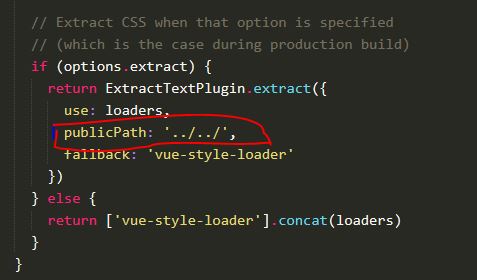 // Extract CSS when that option is specified
// (which is the case during production build)
if (options.extract) {
return ExtractTextPlugin.extract({
use: loaders,
publicPath: '../../',
fallback: 'vue-style-loader'
})
} else {
return ['vue-style-loader'].concat(loaders)
}
}